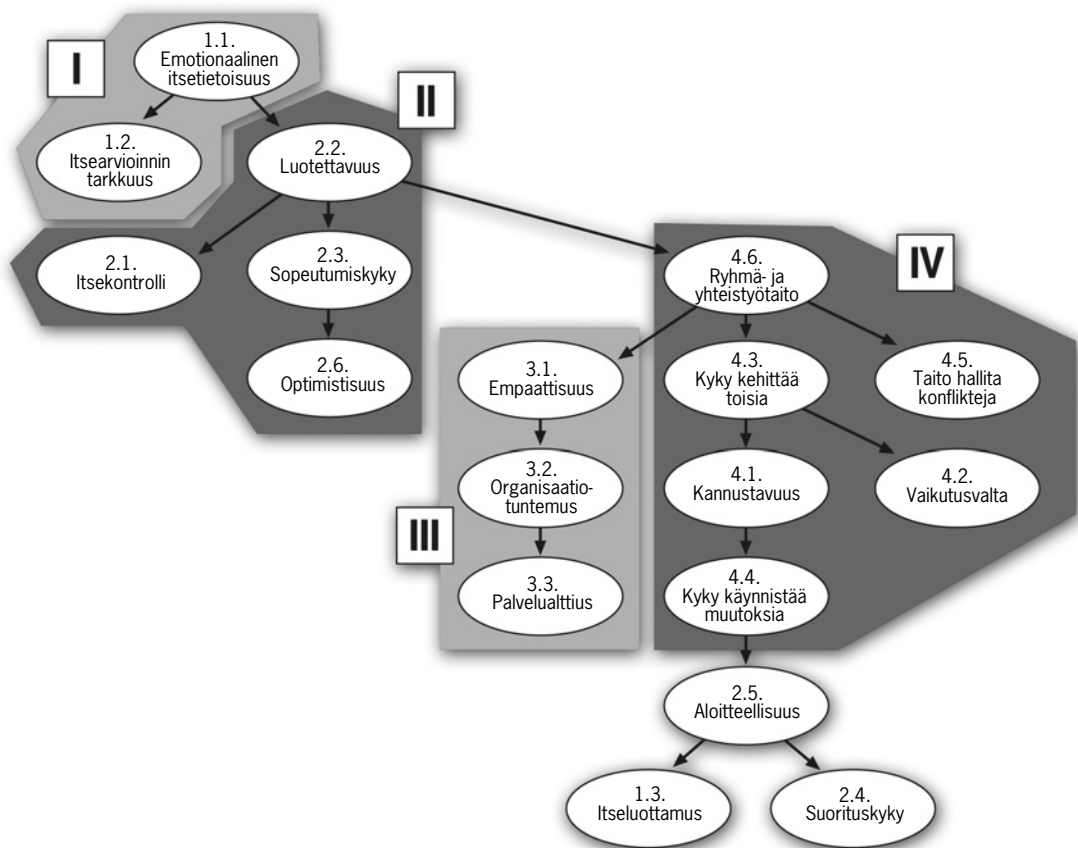 I
1.1.
Emotionaalinen
itsetietoisuus
II
1.2.
Itsearvioinnin
tarkkuus
2.2.
Luotettavuus
2.1.
Itsekontrolli
2.3.
Sopeutumiskyky
4.6.
Ryhmä- ja
yhteistyötaito
IV
2.6.
Optimistisuus
3.1.
Empaattisuus
4.3.
Kyky kehittää
toisia
4.5.
Taito hallita
konflikteja
3.2.
Organisaatio-
tuntemus
4.1.
Kannustavuus
4.2.
Vaikutusvalta
III
3.3.
Palvelualttius
4.4.
Kyky käynnistää
muutoksia
2.5.
Aloitteellisuus
1.3.
Itseluottamus
2.4.
Suorituskyky